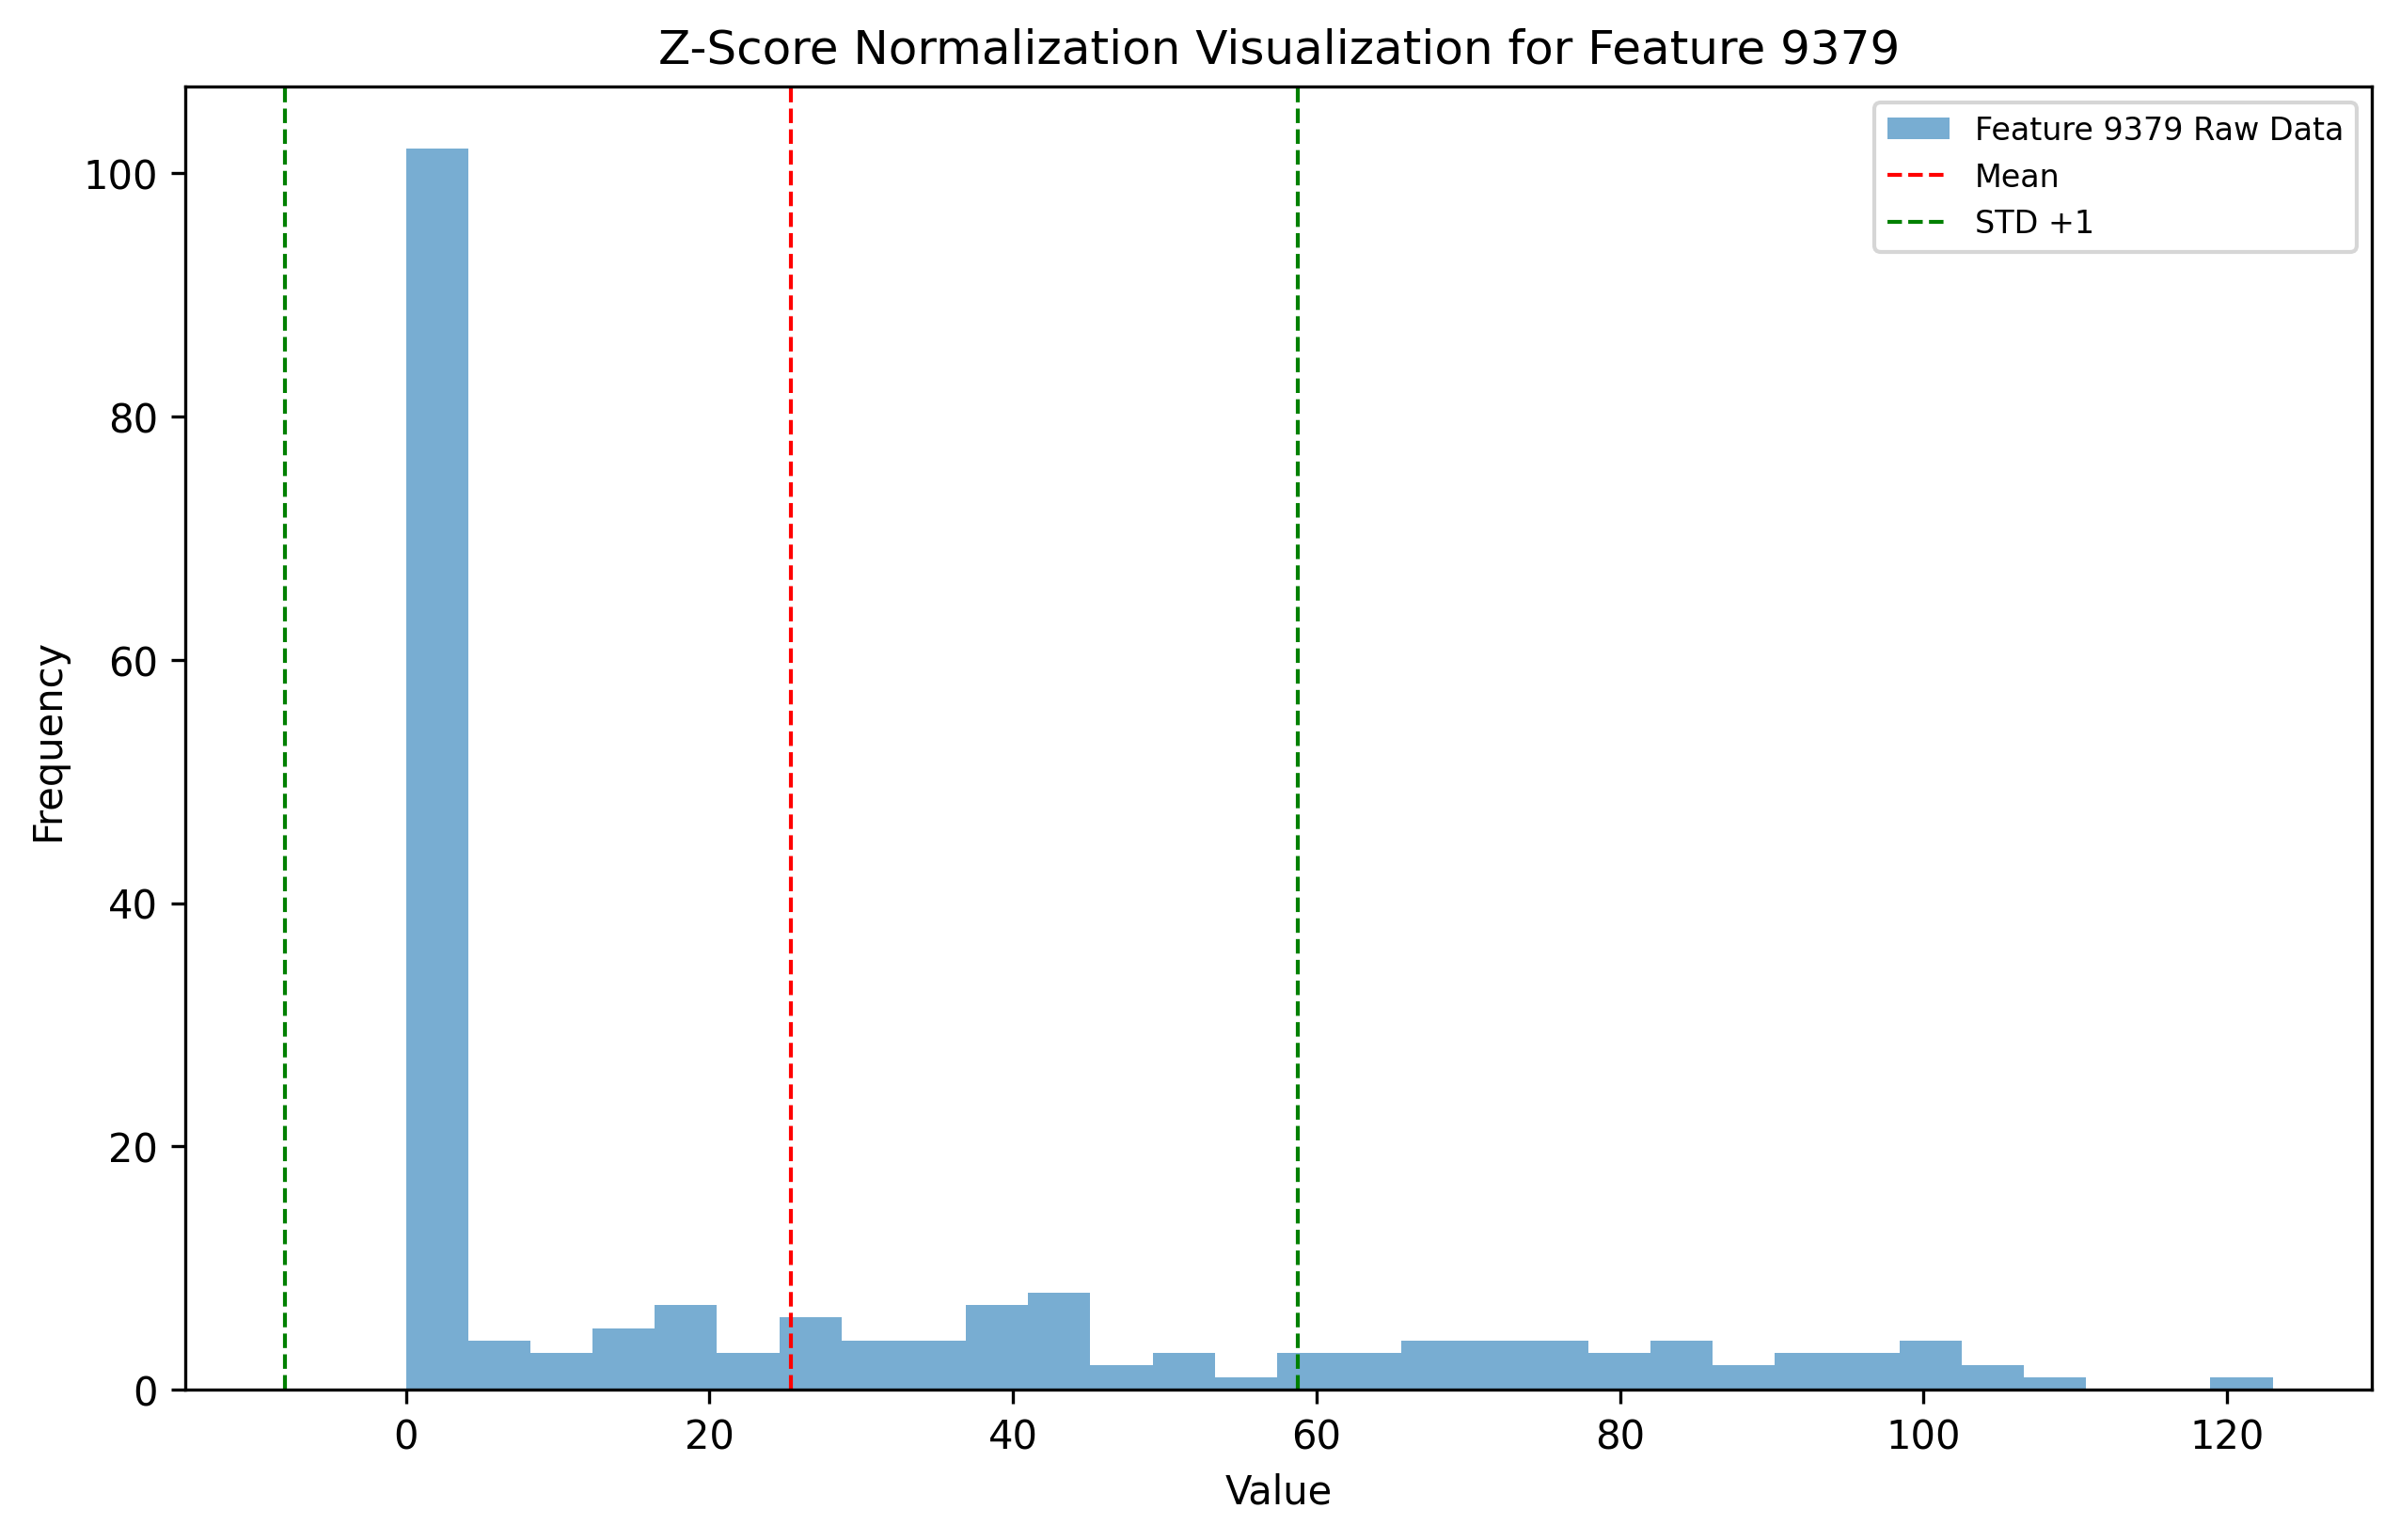 Z-Score Normalization Visualization for Feature 9379
Feature 9379 Raw Data
Mean
STD +1
100
80
60
40
20
0
Frequency
0 20 40 60 80 100 120
Value